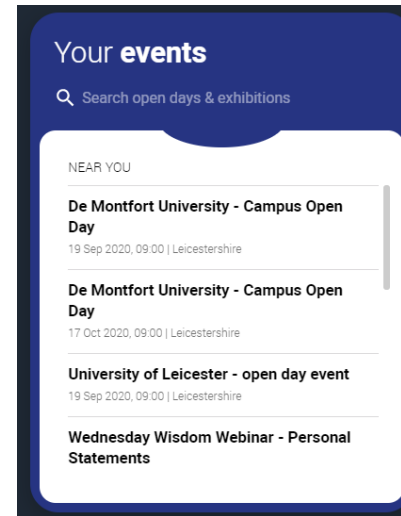 Your events
Search open days & exhibitions
NEAR YOU
De Montfort University - Campus Open
Day
19 Sep 2020, 09:00 | Leicestershire
De Montfort University - Campus Open
Day
17 Oct 2020, 09:00 | Leicestershire
University of Leicester - open day event
19 Sep 2020, 09:00 | Leicestershire
Wednesday Wisdom Webinar - Personal
Statements